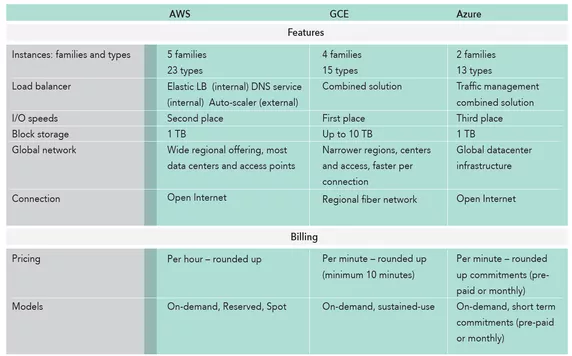 AWS GCE Azure
Features
Instances: families and types 5 families 4 families 2 families
23 types 15 types 13 types
Load balancer Elastic LB (internal) DNS service Combined solution Traffic management
(internal) Auto-scaler (external) combined solution
I/O speeds Second place First place Third place
Block storage 1 TB Up to 10 TB 1 TB
Global network Wide regional offering, most Narrower regions, centers Global datacenter
data centers and access points and access, faster per infrastructure
connection
Connection Open Internet Regional fiber network Open Internet
Billing
Pricing Per hour – rounded up Per minute – rounded up Per minute – rounded
(minimum 10 minutes) up commitments (pre-
paid or monthly)
Models On-demand, Reserved, Spot On-demand, sustained-use On-demand, short term
commitments (pre-paid
or monthly)